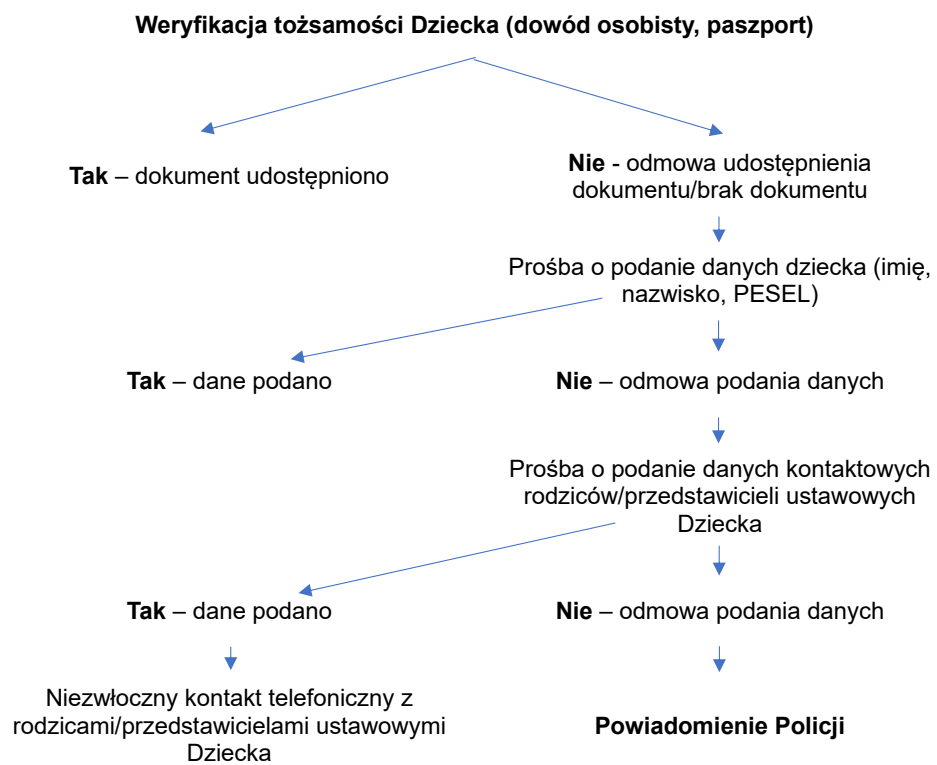 Weryfikacja tożsamości Dziecka (dowód osobisty, paszport)
Tak – dokument udostępniono
Nie - odmowa udostępnienia
dokumentu/brak dokumentu
Prośba o podanie danych dziecka (imię,
nazwisko, PESEL)
Tak – dane podano
Nie – odmowa podania danych
Prośba o podanie danych kontaktowych
rodziców/przedstawicieli ustawowych
Dziecka
Tak – dane podano
Nie – odmowa podania danych
Niezwłoczny kontakt telefoniczny z
rodzicami/przedstawicielami ustawowymi
Dziecka
Powiadomienie Policji